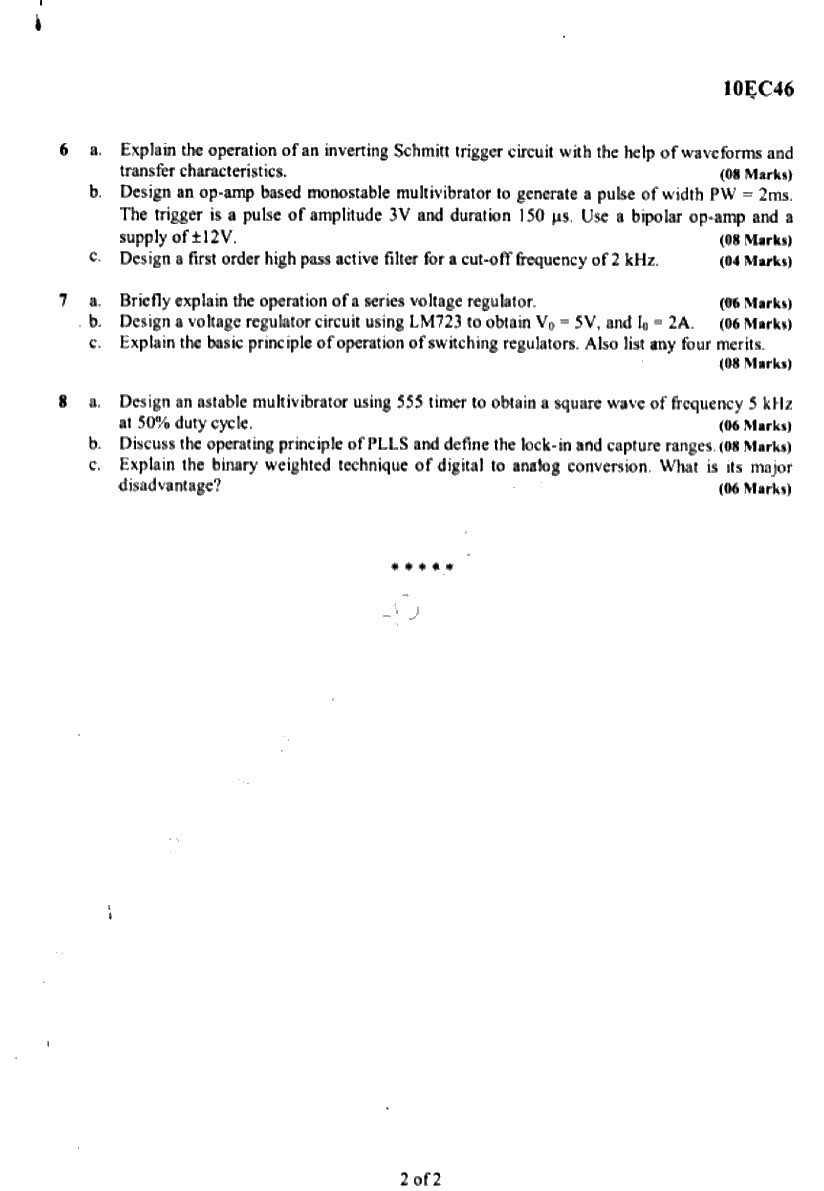 10EC46
6 a. Explain the operation of an inverting Schmitt trigger circuit with the help of waveforms and
transfer characteristics. (08 Marks)
b. Design an op-amp based monostable multivibrator to generate a pulse of width PW = 2ms.
The trigger is a pulse of amplitude 3V and duration 150 μs. Use a bipolar op-amp and a
supply of ±12V. (08 Marks)
c. Design a first order high pass active filter for a cut-off frequency of 2 kHz. (04 Marks)
7 a. Briefly explain the operation of a series voltage regulator. (06 Marks)
b. Design a voltage regulator circuit using LM723 to obtain V₀ = 5V, and I₀ = 2A. (06 Marks)
c. Explain the basic principle of operation of switching regulators. Also list any four merits.
(08 Marks)
8 a. Design an astable multivibrator using 555 timer to obtain a square wave of frequency 5 kHz
at 50% duty cycle. (06 Marks)
b. Discuss the operating principle of PLLS and define the lock-in and capture ranges. (08 Marks)
c. Explain the binary weighted technique of digital to analog conversion. What is its major
disadvantage? (06 Marks)
* * * * *
2 of 2